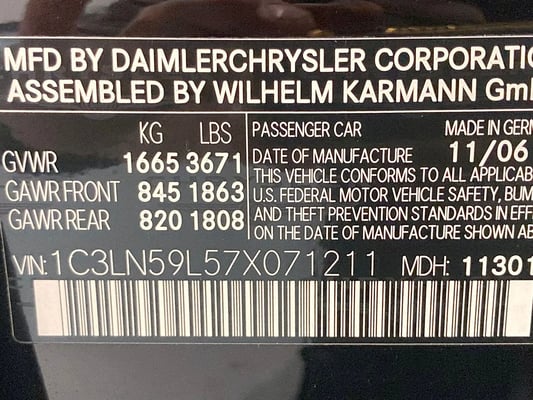 MFD BY DAIMLERCHRYSLER CORPORATIO
ASSEMBLED BY WILHELM KARMANN Gm
KG LBS
GVWR 1665 3671
GAWR FRONT 845 1863
GAWR REAR 820 1808
PASSENGER CAR MADE IN GERM
DATE OF MANUFACTURE 11/06
THIS VEHICLE CONFORMS TO ALL APPLICAB
U.S. FEDERAL MOTOR VEHICLE SAFETY, BUM
AND THEFT PREVENTION STANDARDS IN EFF
ON THE DATE OF MANUFACTURE SHOWN AB
VIN: 1C3LN59L57X071211 MDH: 11301